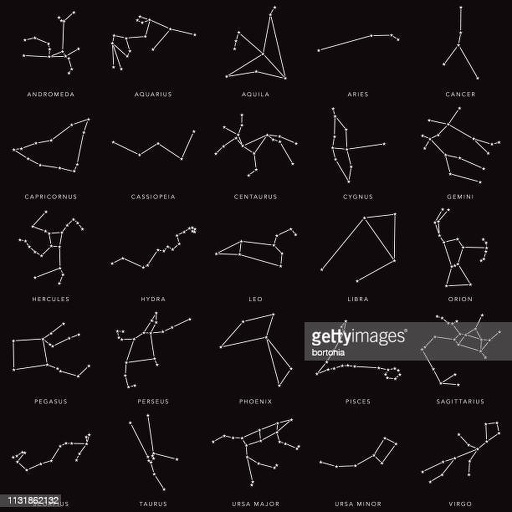 ANDROMEDA AQUARIUS AQUILA ARIES CANCER
CAPRICORNUS CASSIOPEIA CENTAURUS CYGNUS GEMINI
HERCULES HYDRA LEO LIBRA ORION
gettyimages®
bortonia
PEGASUS PERSEUS PHOENIX PISCES SAGITTARIUS
1131862132
TAURUS URSA MAJOR URSA MINOR VIRGO